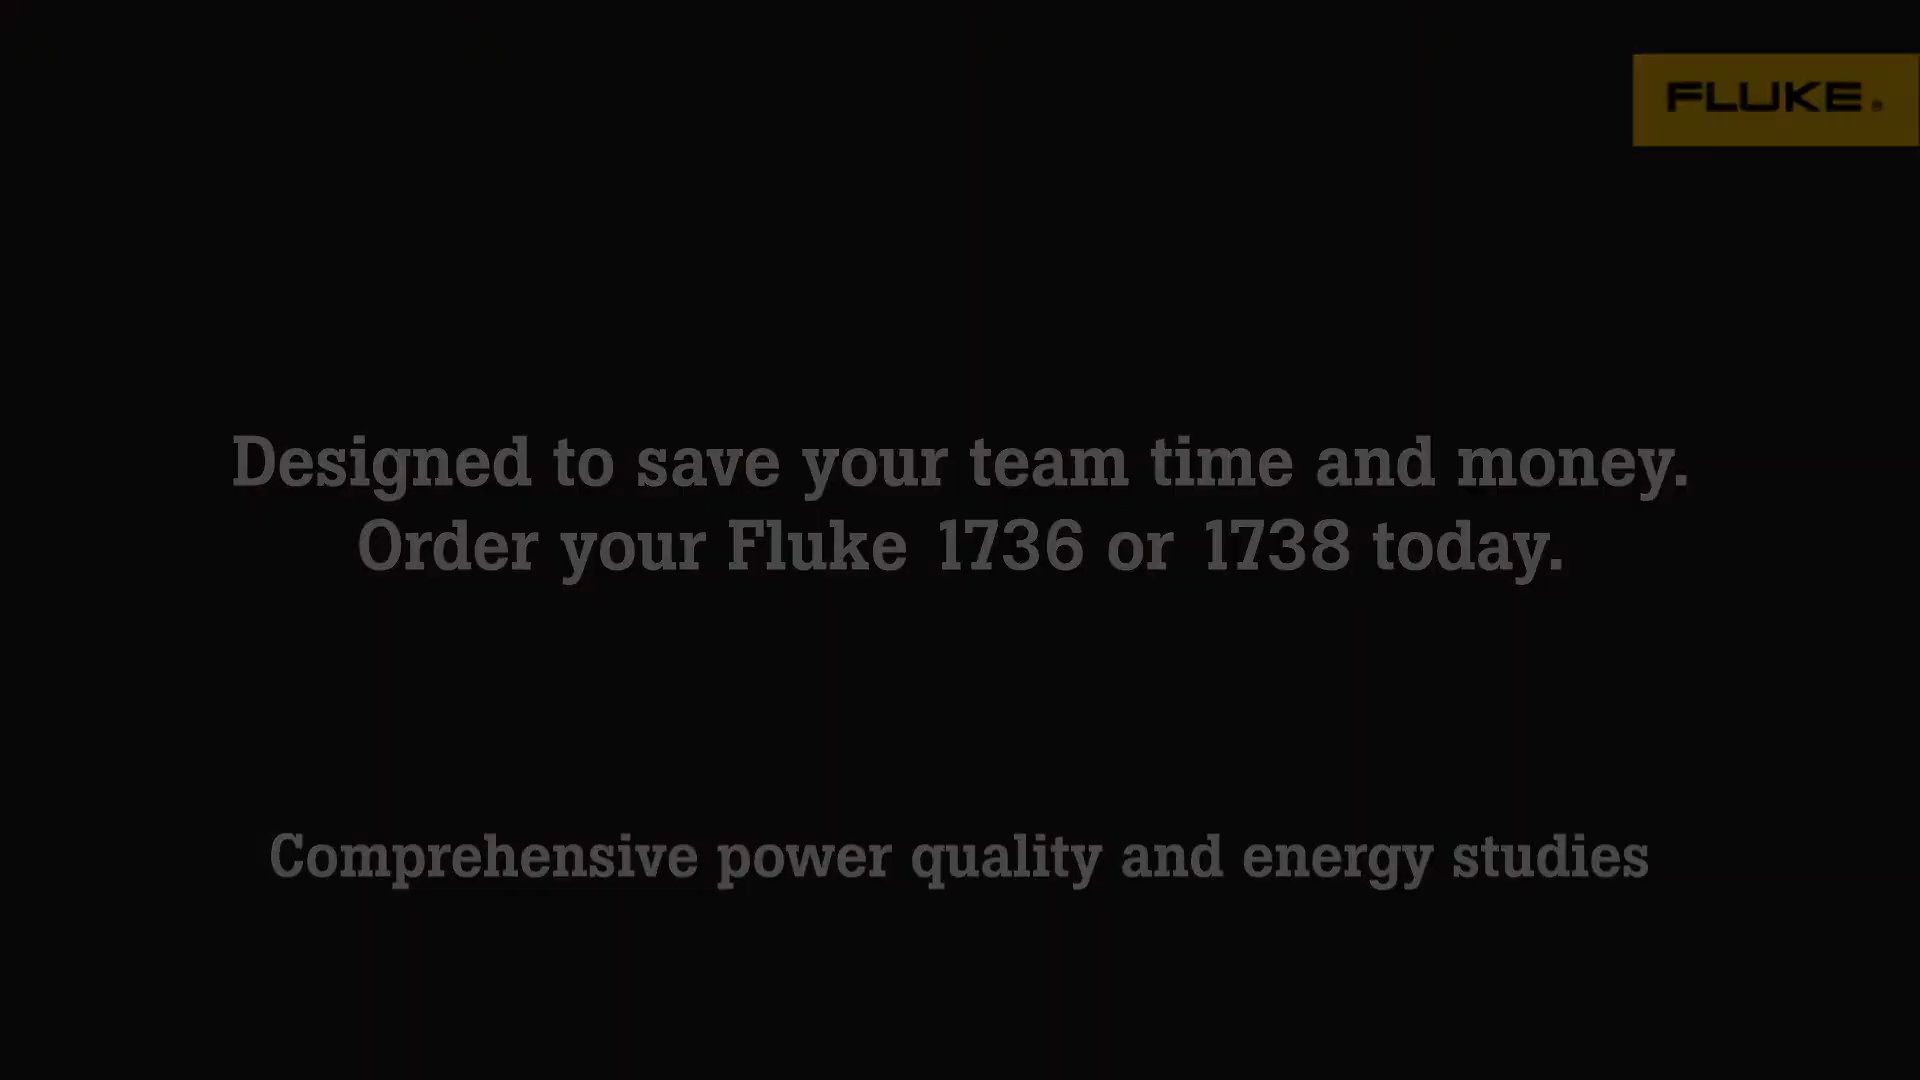 FLUKE®
Designed to save your team time and money.
Order your Fluke 1736 or 1738 today.
Comprehensive power quality and energy studies